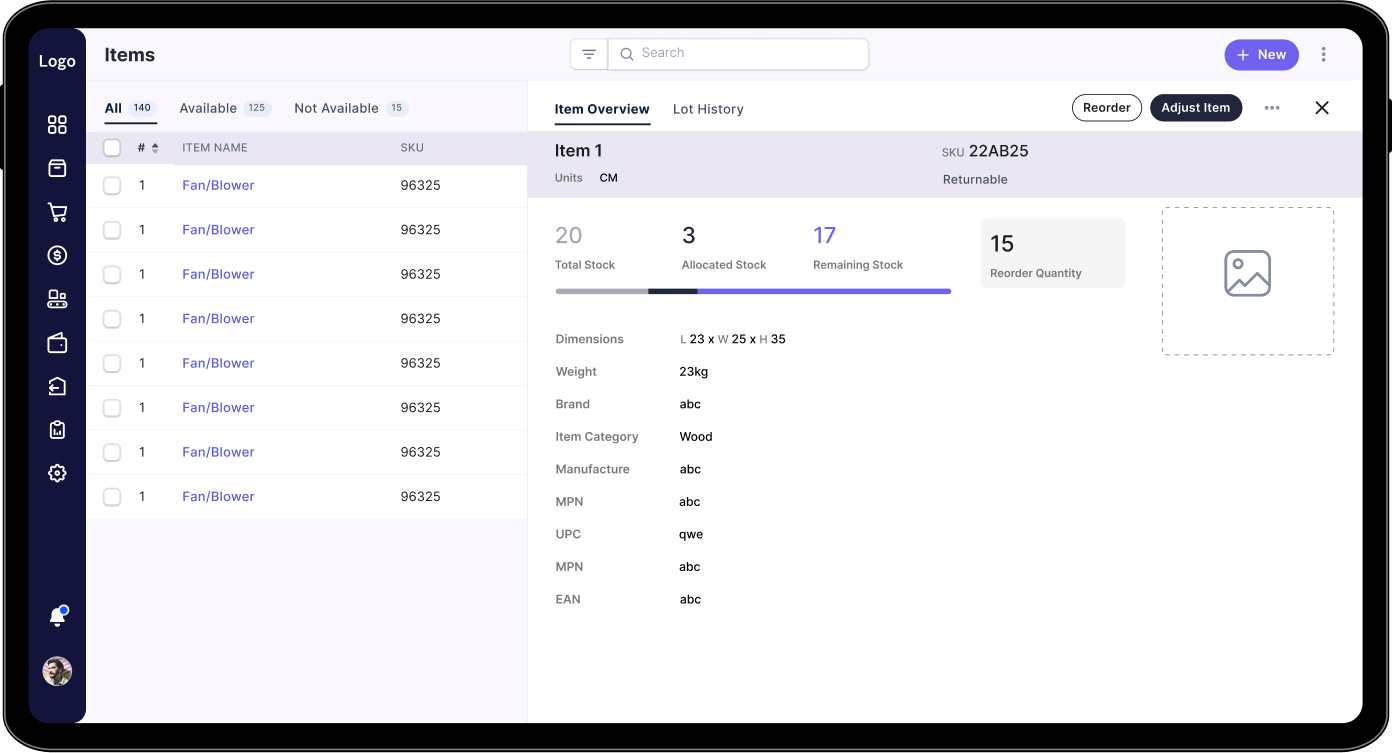 Logo
Items
Search
+ New
All 140 Available 125 Not Available 15
# ITEM NAME SKU
1 Fan/Blower 96325
1 Fan/Blower 96325
1 Fan/Blower 96325
1 Fan/Blower 96325
1 Fan/Blower 96325
1 Fan/Blower 96325
1 Fan/Blower 96325
1 Fan/Blower 96325
Item Overview Lot History Reorder Adjust Item
Item 1 SKU 22AB25
Units CM Returnable
20 3 17 15
Total Stock Allocated Stock Remaining Stock Reorder Quantity
Dimensions L 23 x W 25 x H 35
Weight 23kg
Brand abc
Item Category Wood
Manufacture abc
MPN abc
UPC qwe
MPN abc
EAN abc